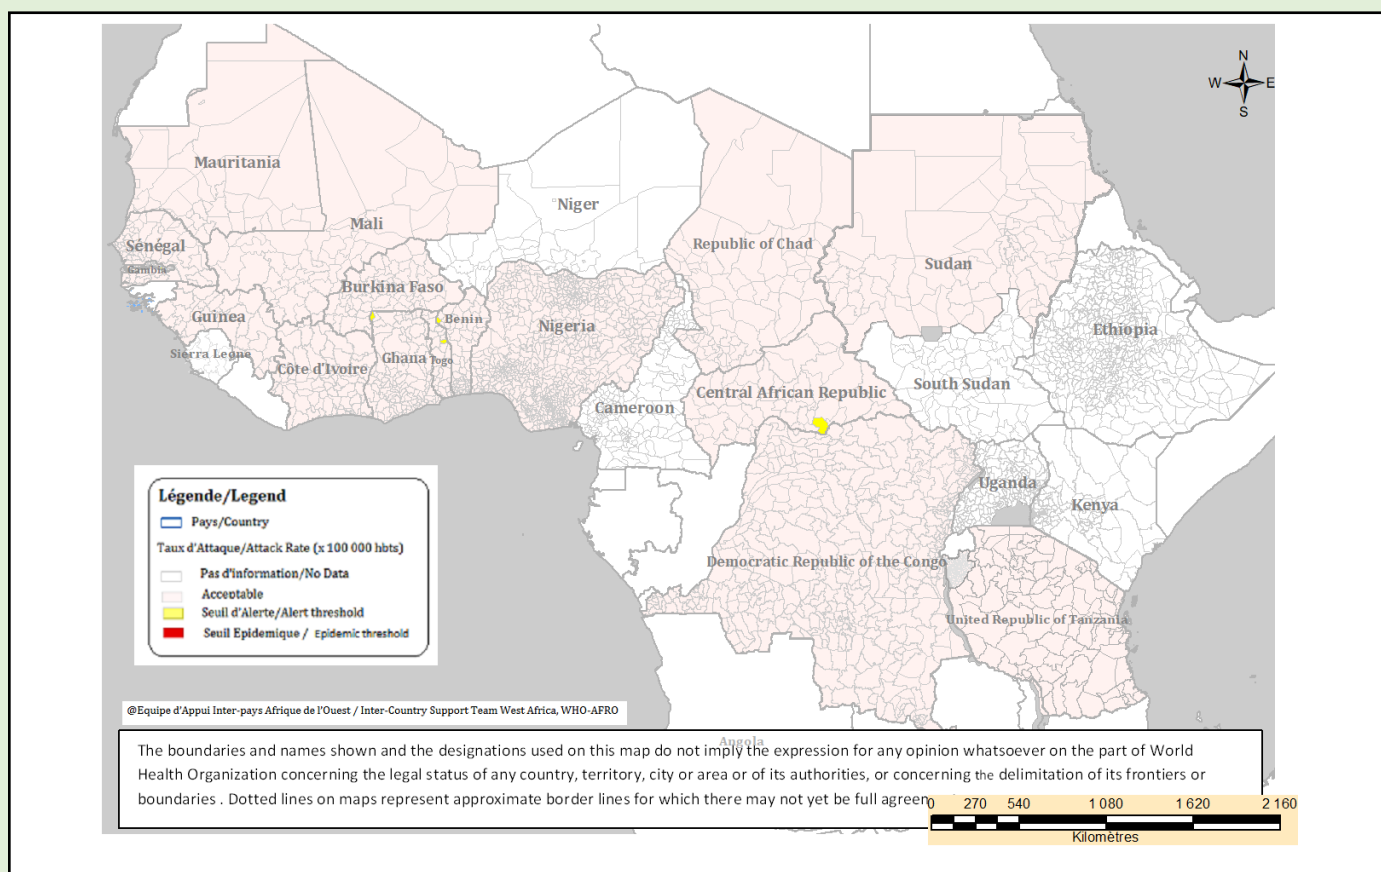 N
W E
S
Mauritania
Mali
Niger
Republic of Chad
Sudan
Sénégal
Gambia
Burkina Faso
Guinea
Benin
Nigeria
Ethiopia
Sierra Leone
Côte d'Ivoire
Ghana
Togo
Central African Republic
South Sudan
Cameroon
Uganda
Kenya
Democratic Republic of the Congo
United Republic of Tanzania
Angola
Légende/Legend
Pays/Country
Taux d'Attaque/Attack Rate (x 100 000 hbts)
Pas d'information/No Data
Acceptable
Seuil d'Alerte/Alert threshold
Seuil Epidemique / Epidemic threshold
@Equipe d'Appui Inter-pays Afrique de l'Ouest / Inter-Country Support Team West Africa, WHO-AFRO
The boundaries and names shown and the designations used on this map do not imply the expression for any opinion whatsoever on the part of World
Health Organization concerning the legal status of any country, territory, city or area or of its authorities, or concerning the delimitation of its frontiers or
boundaries . Dotted lines on maps represent approximate border lines for which there may not yet be full agreen
0 270 540 1 080 1 620 2 160
Kilomètres